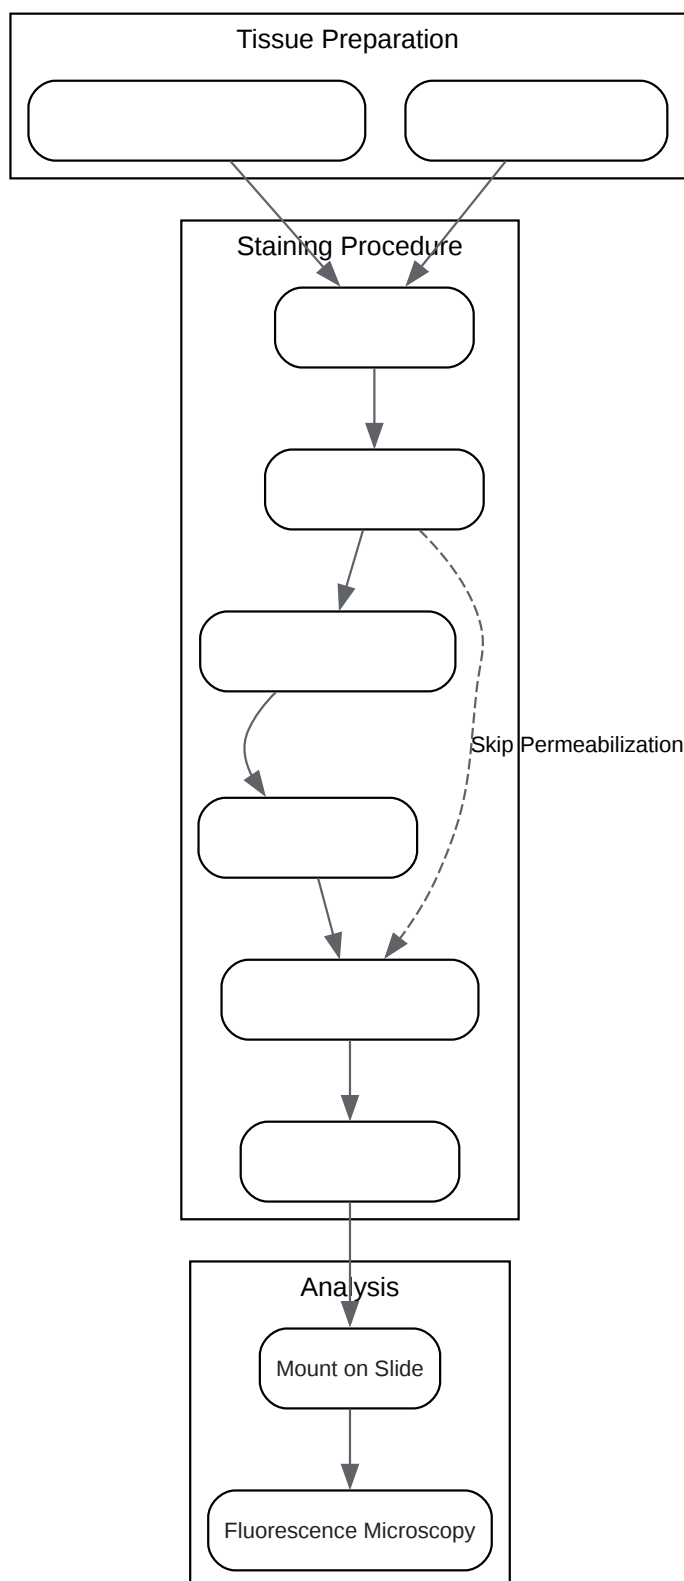 Tissue Preparation
Staining Procedure
Skip Permeabilization
Analysis
Mount on Slide
Fluorescence Microscopy